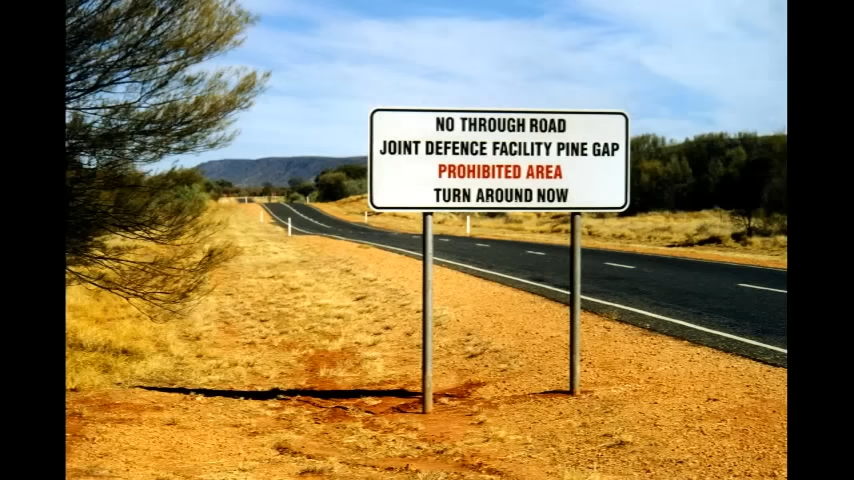 NO THROUGH ROAD
JOINT DEFENCE FACILITY PINE GAP
PROHIBITED AREA
TURN AROUND NOW